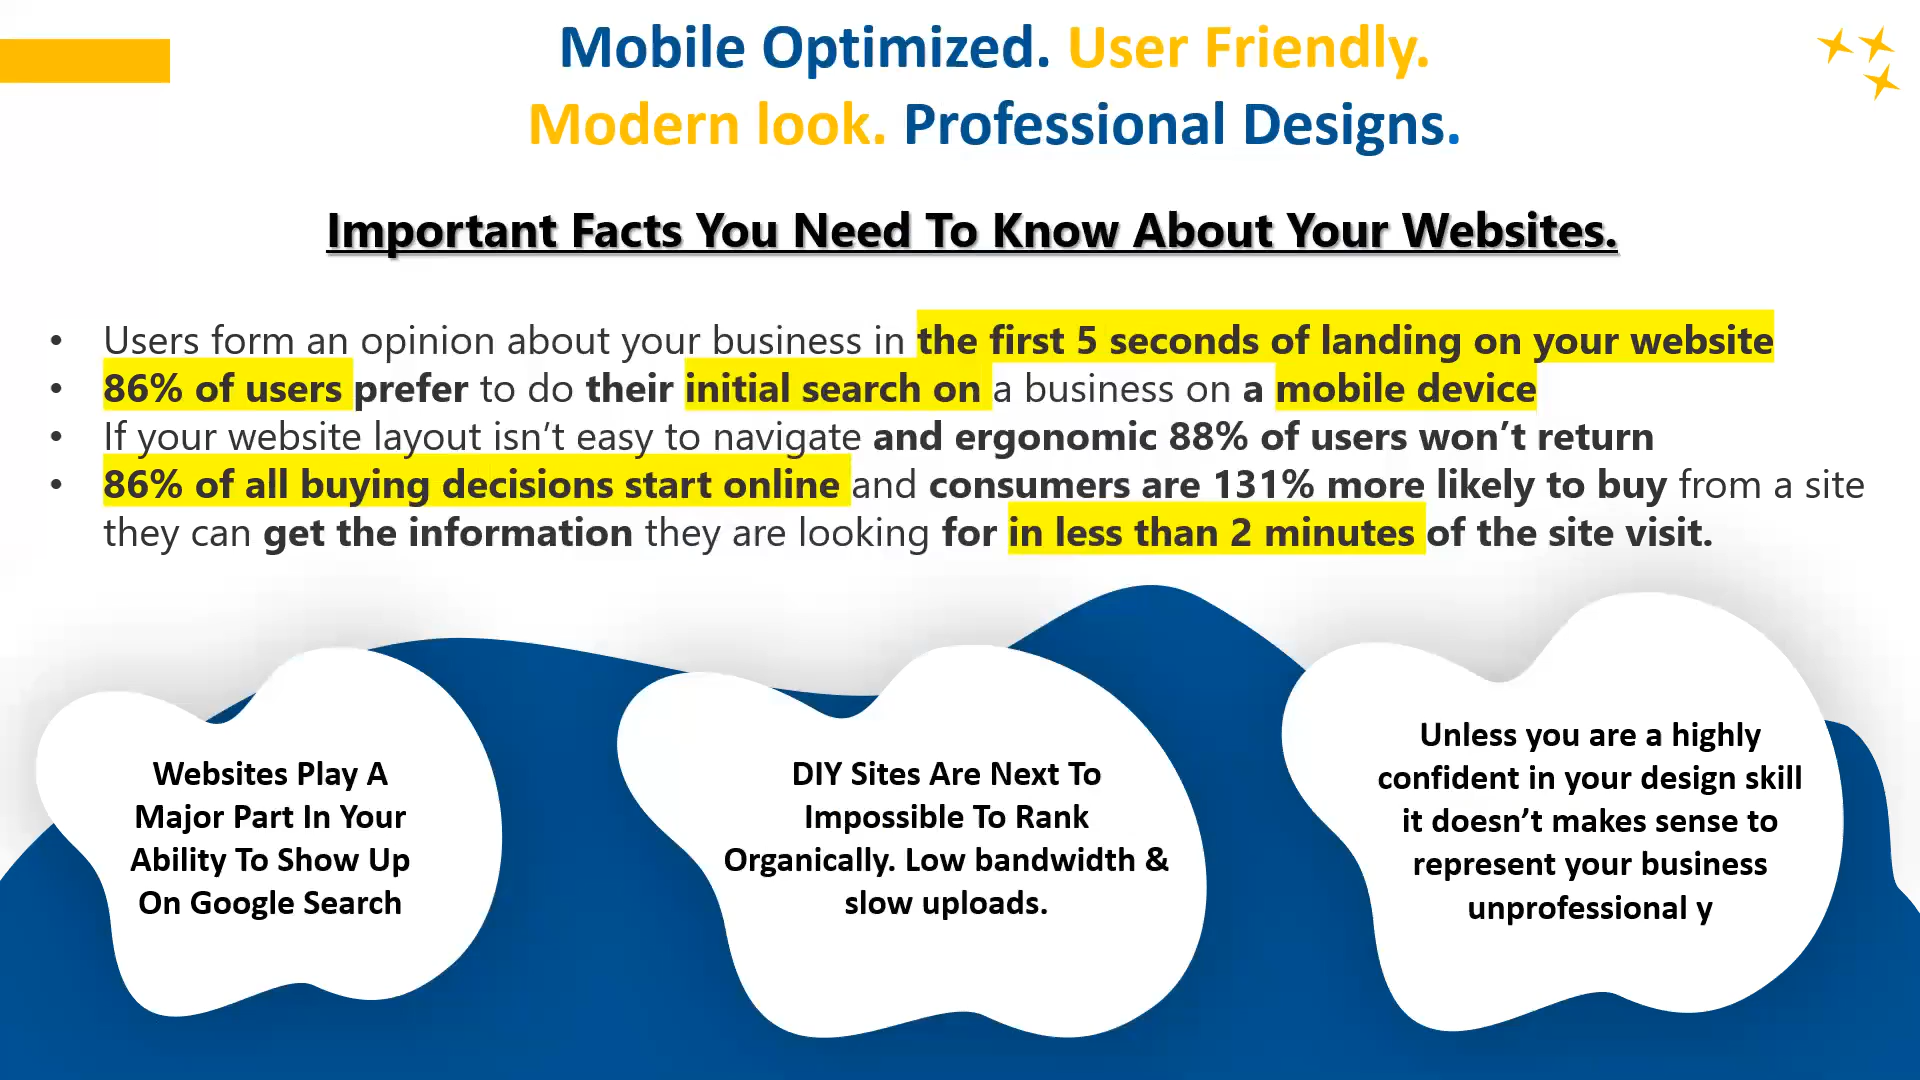 Mobile Optimized. User Friendly.
Modern look. Professional Designs.
Important Facts You Need To Know About Your Websites.
• Users form an opinion about your business in the first 5 seconds of landing on your website
• 86% of users prefer to do their initial search on a business on a mobile device
• If your website layout isn’t easy to navigate and ergonomic 88% of users won’t return
• 86% of all buying decisions start online and consumers are 131% more likely to buy from a site
they can get the information they are looking for in less than 2 minutes of the site visit.
Websites Play A
Major Part In Your
Ability To Show Up
On Google Search
DIY Sites Are Next To
Impossible To Rank
Organically. Low bandwidth &
slow uploads.
Unless you are a highly
confident in your design skill
it doesn’t makes sense to
represent your business
unprofessional y